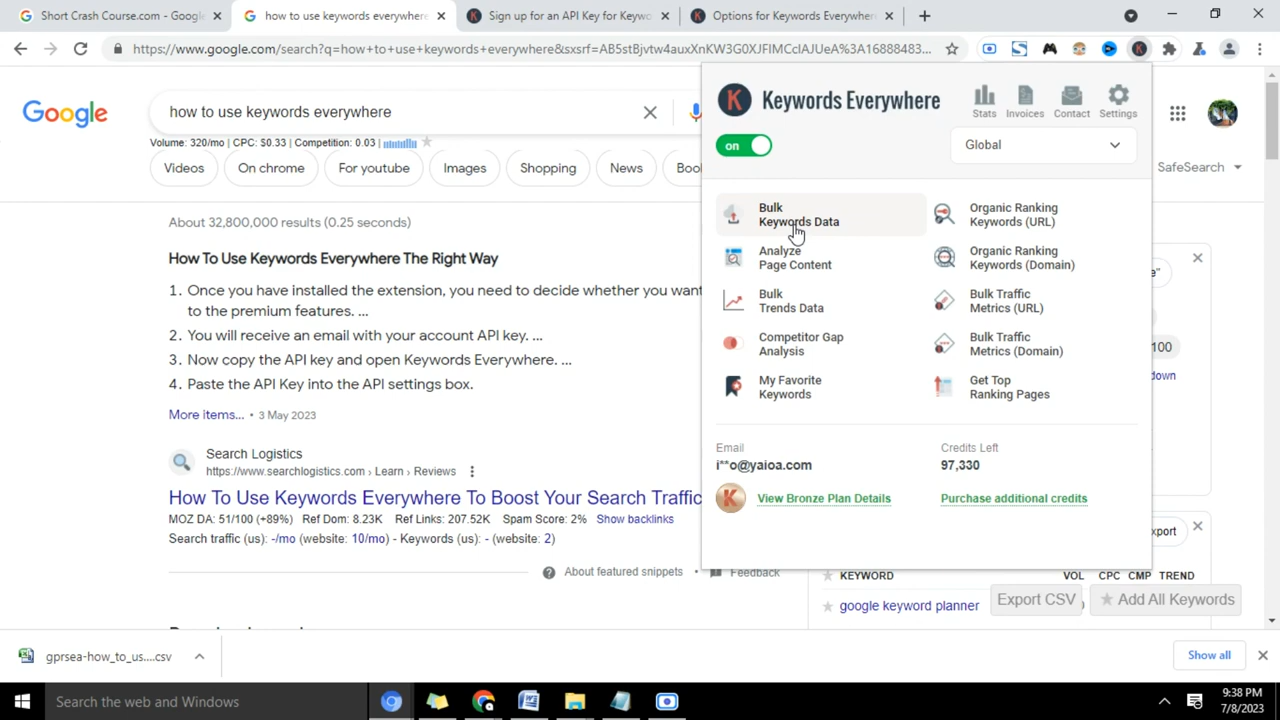 Short Crash Course.com - Google
how to use keywords everywhere
Sign up for an API Key for Keywo
Options for Keywords Everywhere
https://www.google.com/search?q=how+to+use+keywords+everywhere&sxsrf=AB5stBjvtw4auxXnKW3G0XJFIMCcIAJUeA%3A16888483...
Google
how to use keywords everywhere
Volume: 320/mo | CPC: $0.33 | Competition: 0.03
Videos
On chrome
For youtube
Images
Shopping
News
Boo
SafeSearch
About 32,800,000 results (0.25 seconds)
How To Use Keywords Everywhere The Right Way
1. Once you have installed the extension, you need to decide whether you want
to the premium features. ...
2. You will receive an email with your account API key. ...
3. Now copy the API key and open Keywords Everywhere. ...
4. Paste the API Key into the API settings box.
More items... • 3 May 2023
Search Logistics
https://www.searchlogistics.com › Learn › Reviews
How To Use Keywords Everywhere To Boost Your Search Traffic
MOZ DA: 51/100 (+89%) Ref Dom: 8.23K Ref Links: 207.52K Spam Score: 2% Show backlinks
Search traffic (us): -/mo (website: 10/mo) - Keywords (us): - (website: 2)
About featured snippets • Feedback
K Keywords Everywhere
Stats
Invoices
Contact
Settings
on
Global
Bulk
Keywords Data
Organic Ranking
Keywords (URL)
Analyze
Page Content
Organic Ranking
Keywords (Domain)
Bulk
Trends Data
Bulk Traffic
Metrics (URL)
Competitor Gap
Analysis
Bulk Traffic
Metrics (Domain)
My Favorite
Keywords
Get Top
Ranking Pages
Email
i**o@yaioa.com
Credits Left
97,330
K
View Bronze Plan Details
Purchase additional credits
e"
100
down
xport
KEYWORD VOL CPC CMP TREND
google keyword planner
Export CSV
Add All Keywords
gprsea-how_to_us....csv
Show all
Search the web and Windows
9:38 PM
7/8/2023